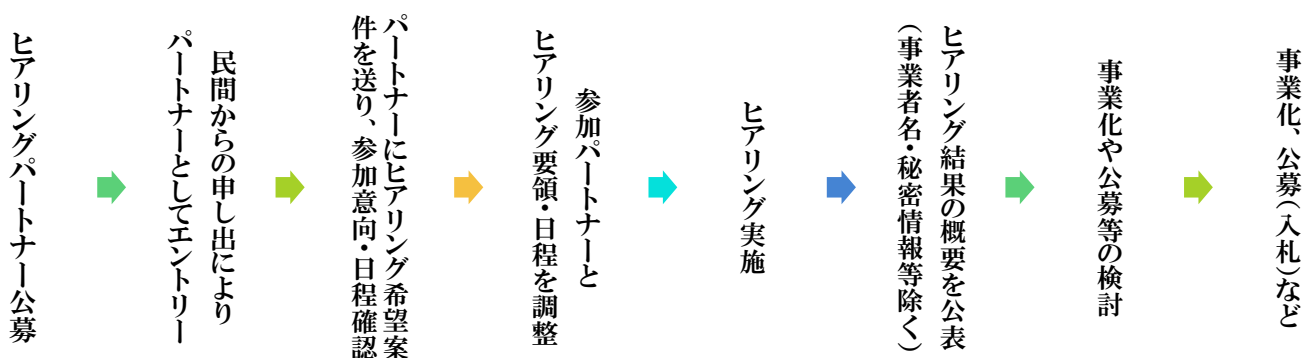 ヒアリングパートナー公募
民間からの申し出により
パートナーとしてエントリー
パートナーにヒアリング希望案
件を送り、参加意向・日程確認
参加パートナーと
ヒアリング要領・日程を調整
ヒアリング実施
ヒアリング結果の概要を公表
（事業者名・秘密情報等除く）
事業化や公募等の検討
事業化、公募（入札）など